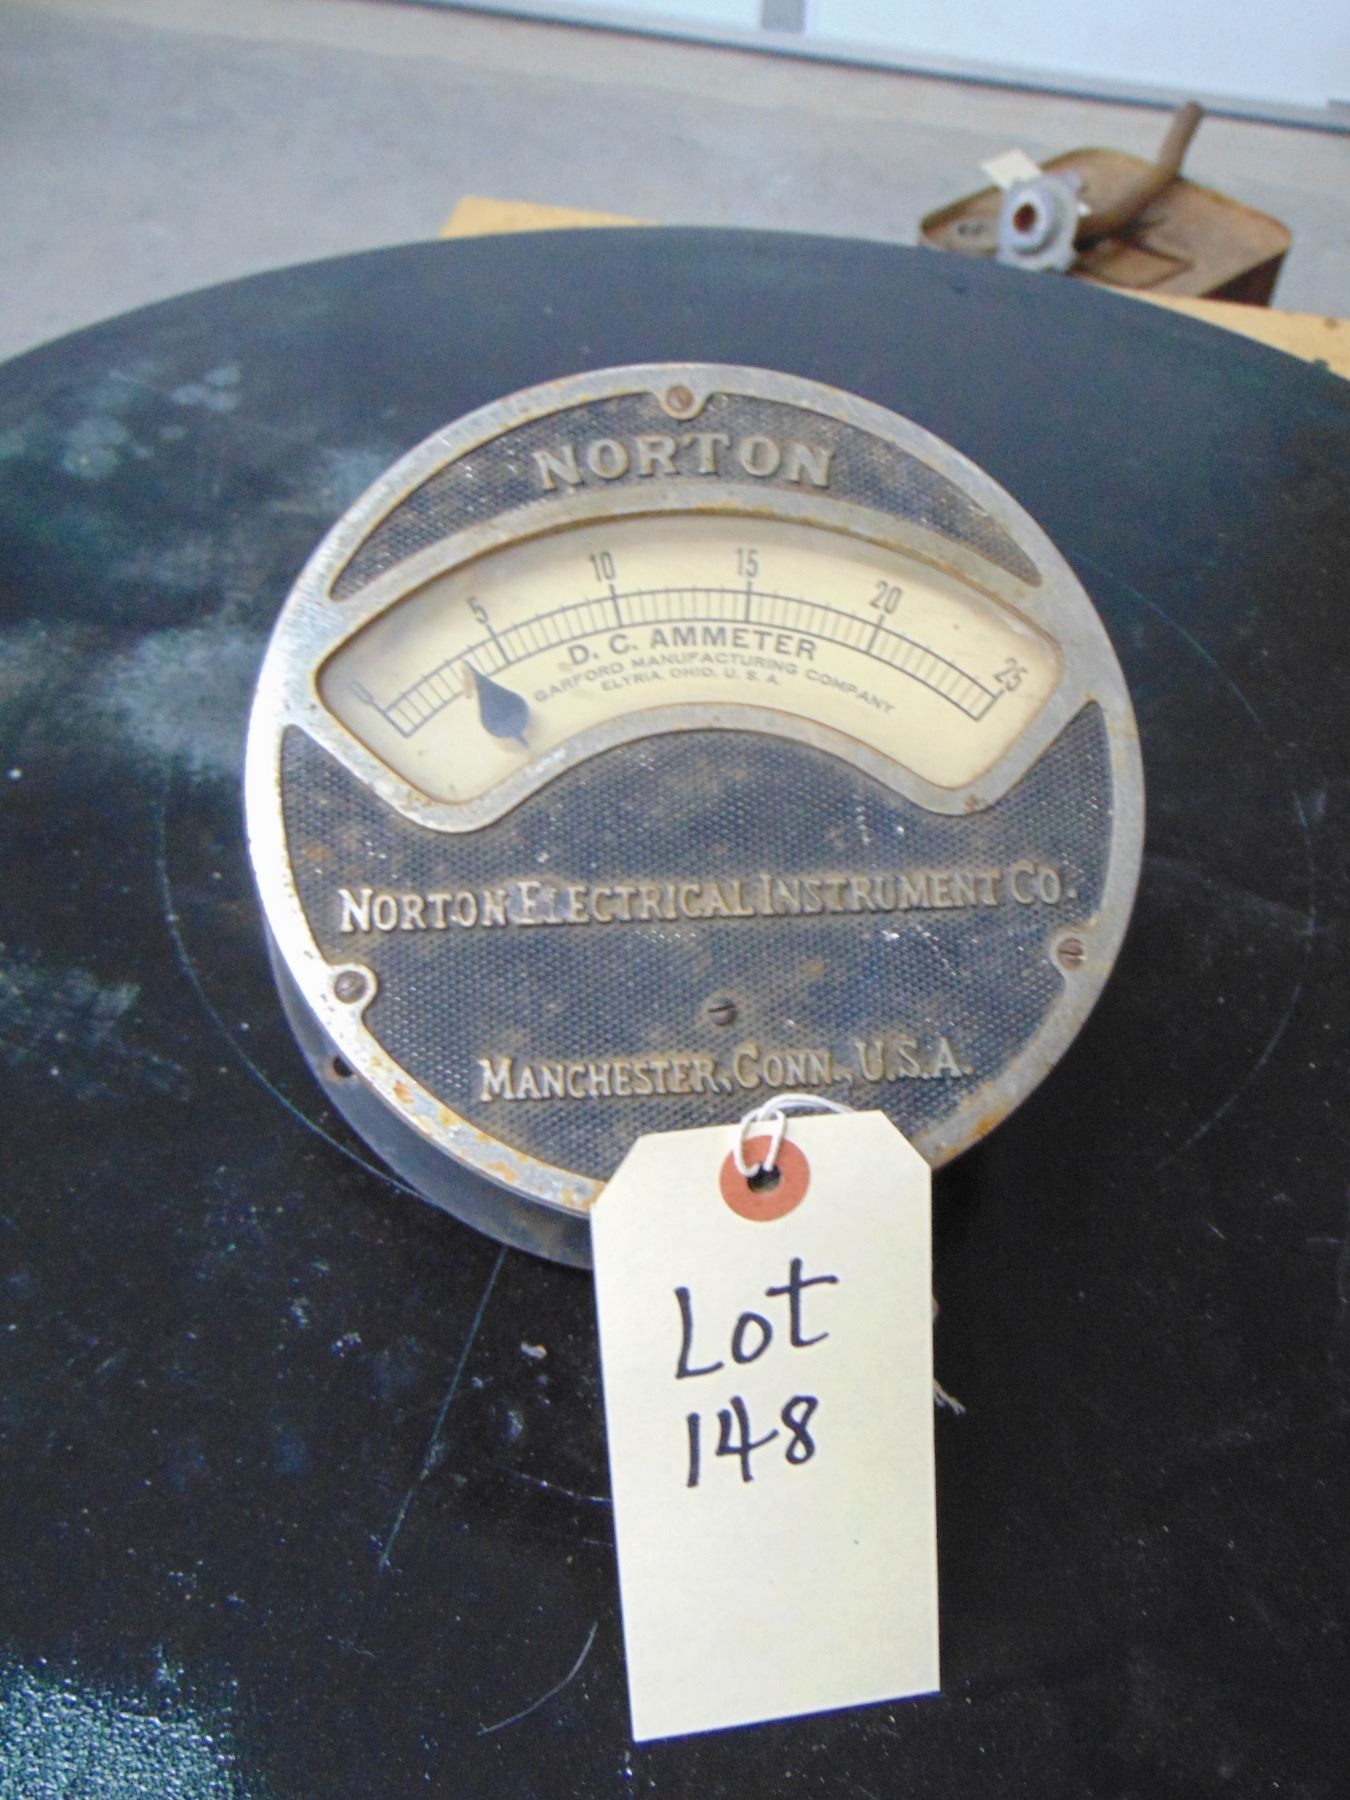 NORTON
0 5 10 15 20 25
D. C. AMMETER
GARFORD MANUFACTURING COMPANY
ELYRIA, OHIO, U. S. A.
NORTON ELECTRICAL INSTRUMENT CO.
MANCHESTER, CONN., U.S.A.
Lot
148